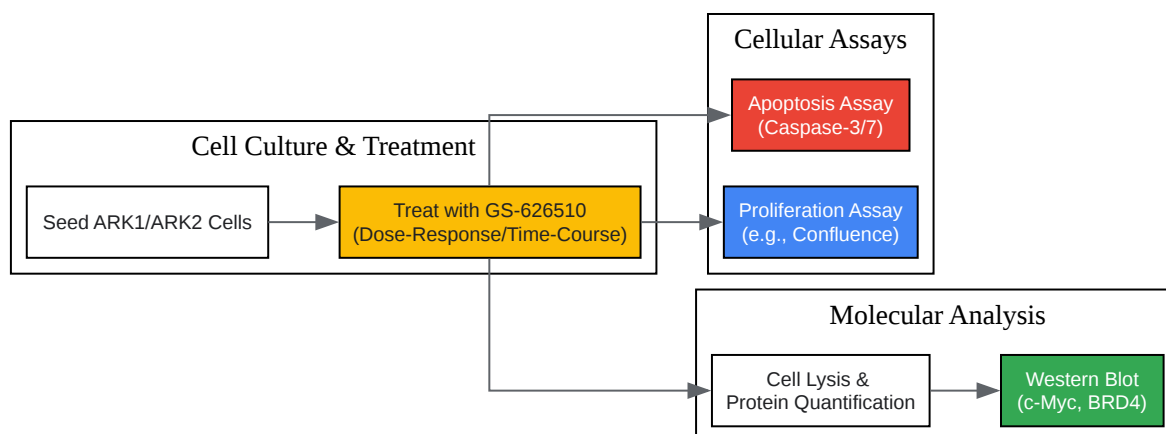 Cell Culture & Treatment
Seed ARK1/ARK2 Cells
Treat with GS-626510
(Dose-Response/Time-Course)
Cellular Assays
Apoptosis Assay
(Caspase-3/7)
Proliferation Assay
(e.g., Confluence)
Molecular Analysis
Cell Lysis &
Protein Quantification
Western Blot
(c-Myc, BRD4)